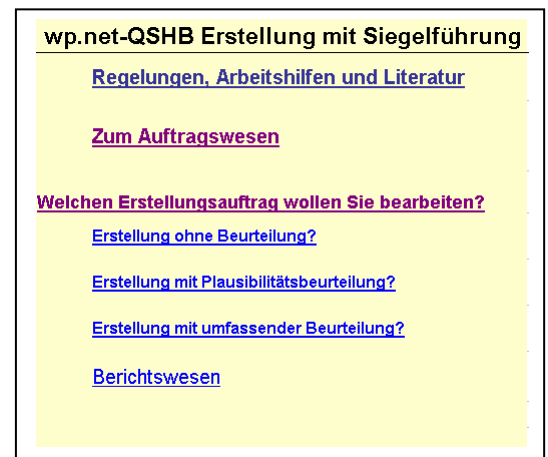 wp.net-QSHB Erstellung mit Siegelführung
Regelungen, Arbeitshilfen und Literatur
Zum Auftragswesen
Welchen Erstellungsauftrag wollen Sie bearbeiten?
Erstellung ohne Beurteilung?
Erstellung mit Plausibilitätsbeurteilung?
Erstellung mit umfassender Beurteilung?
Berichtswesen